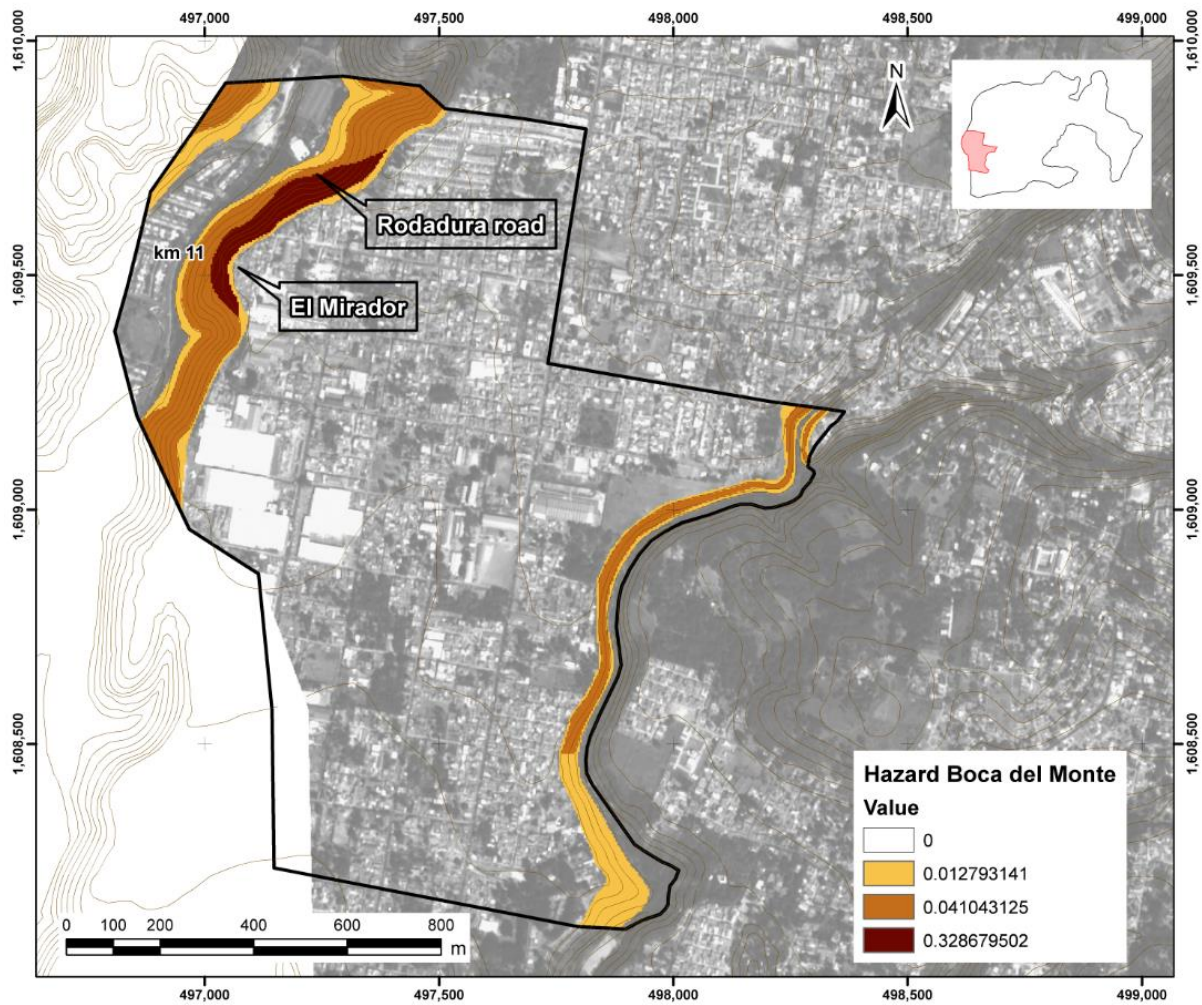 497,000
497,500
498,000
498,500
499,000
1,610,000
1,610,000
N
Rodadura road
km 11
1,609,500
1,609,500
El Mirador
1,609,000
1,609,000
1,608,500
1,608,500
Hazard Boca del Monte
Value
0
0.012793141
0.041043125
0.328679502
0 100 200 400 600 800
m
497,000
497,500
498,000
498,500
499,000